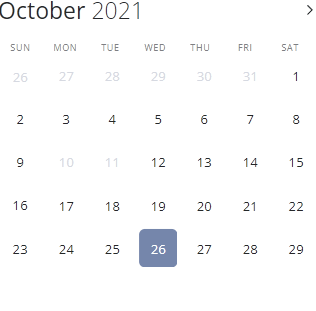 October 2021 >
SUN MON TUE WED THU FRI SAT
26 27 28 29 30 31 1
2 3 4 5 6 7 8
9 10 11 12 13 14 15
16 17 18 19 20 21 22
23 24 25 26 27 28 29